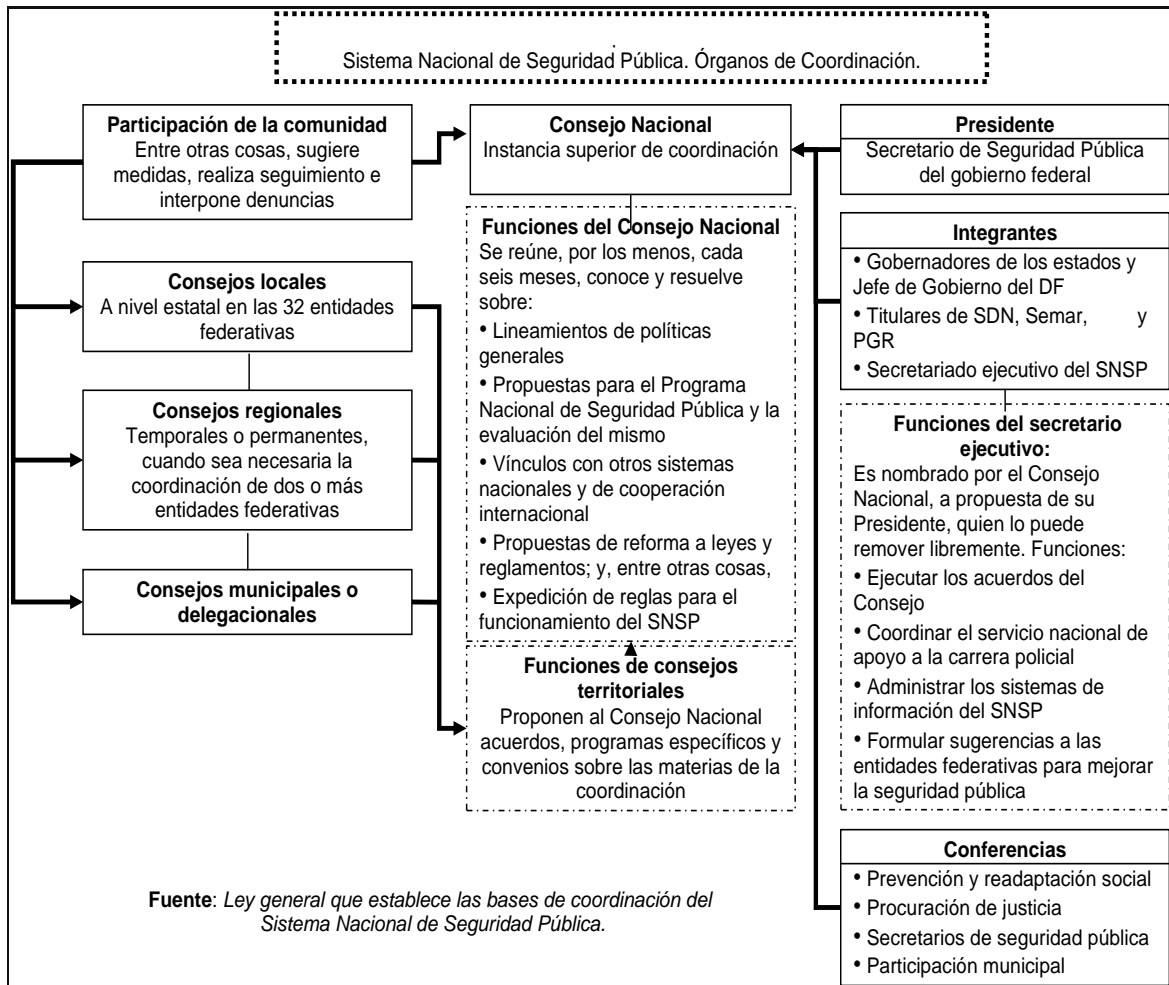 Sistema Nacional de Seguridad Pública. Órganos de Coordinación.
Participación de la comunidad
Entre otras cosas, sugiere
medidas, realiza seguimiento e
interpone denuncias
Consejos locales
A nivel estatal en las 32 entidades
federativas
Consejos regionales
Temporales o permanentes,
cuando sea necesaria la
coordinación de dos o más
entidades federativas
Consejos municipales o
delegacionales
Consejo Nacional
Instancia superior de coordinación
Funciones del Consejo Nacional
Se reúne, por los menos, cada
seis meses, conoce y resuelve
sobre:
• Lineamientos de políticas
generales
• Propuestas para el Programa
Nacional de Seguridad Pública y la
evaluación del mismo
• Vínculos con otros sistemas
nacionales y de cooperación
internacional
• Propuestas de reforma a leyes y
reglamentos; y, entre otras cosas,
• Expedición de reglas para el
funcionamiento del SNSP
Funciones de consejos
territoriales
Proponen al Consejo Nacional
acuerdos, programas específicos y
convenios sobre las materias de la
coordinación
Presidente
Secretario de Seguridad Pública
del gobierno federal
Integrantes
• Gobernadores de los estados y
Jefe de Gobierno del DF
• Titulares de SDN, Semar, y
PGR
• Secretariado ejecutivo del SNSP
Funciones del secretario
ejecutivo:
Es nombrado por el Consejo
Nacional, a propuesta de su
Presidente, quien lo puede
remover libremente. Funciones:
• Ejecutar los acuerdos del
Consejo
• Coordinar el servicio nacional de
apoyo a la carrera policial
• Administrar los sistemas de
información del SNSP
• Formular sugerencias a las
entidades federativas para mejorar
la seguridad pública
Conferencias
• Prevención y readaptación social
• Procuración de justicia
• Secretarios de seguridad pública
• Participación municipal
Fuente: Ley general que establece las bases de coordinación del
Sistema Nacional de Seguridad Pública.